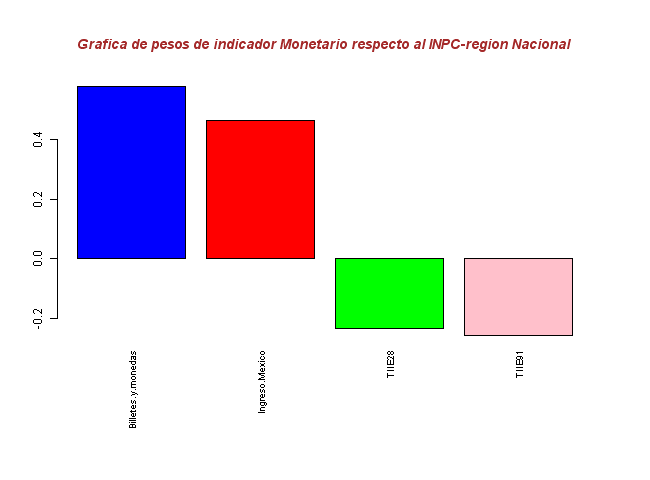 Grafica de pesos de indicador Monetario respecto al INPC-region Nacional
0.4
0.2
0.0
-0.2
Billetes.y.monedas
Ingreso.Mexico
TIIE28
TIIE91